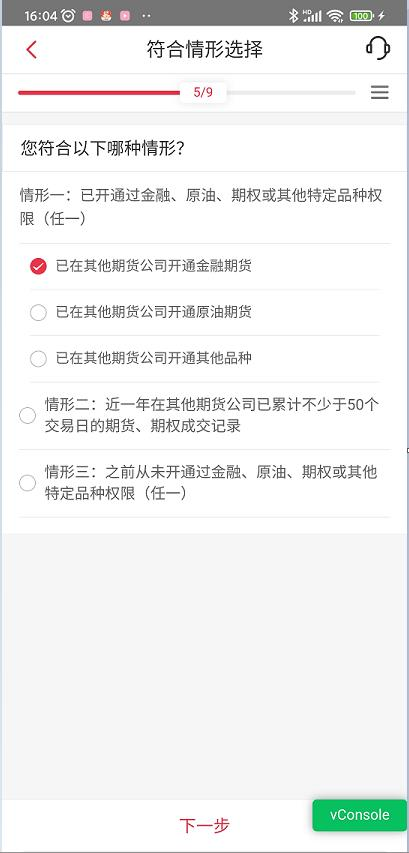 16:04
HD
100
符合情形选择
5/9
您符合以下哪种情形？
情形一：已开通过金融、原油、期权或其他特定品种权
限（任一）
已在其他期货公司开通金融期货
已在其他期货公司开通原油期货
已在其他期货公司开通其他品种
情形二：近一年在其他期货公司已累计不少于50个
交易日的期货、期权成交记录
情形三：之前从未开通过金融、原油、期权或其他
特定品种权限（任一）
下一步
vConsole